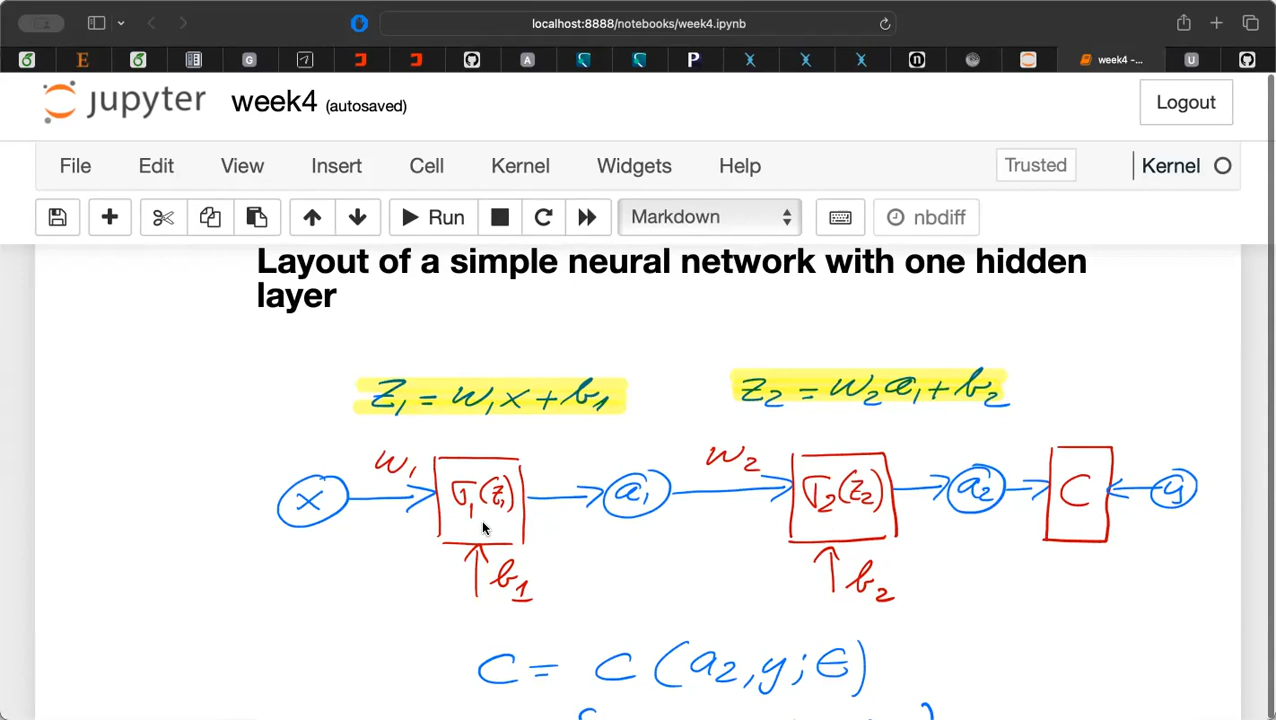 localhost:8888/notebooks/week4.ipynb
week4 -...
jupyter week4 (autosaved)
Logout
File Edit View Insert Cell Kernel Widgets Help Trusted Kernel
Run Markdown nbdiff
Layout of a simple neural network with one hidden
layer
z₁ = w₁x + b₁
z₂ = w₂a₁ + b₂
w₁ w₂
x σ₁(z₁) a₁ σ₂(z₂) a₂ C y
b₁ b₂
C = C(a₂, y; Θ)